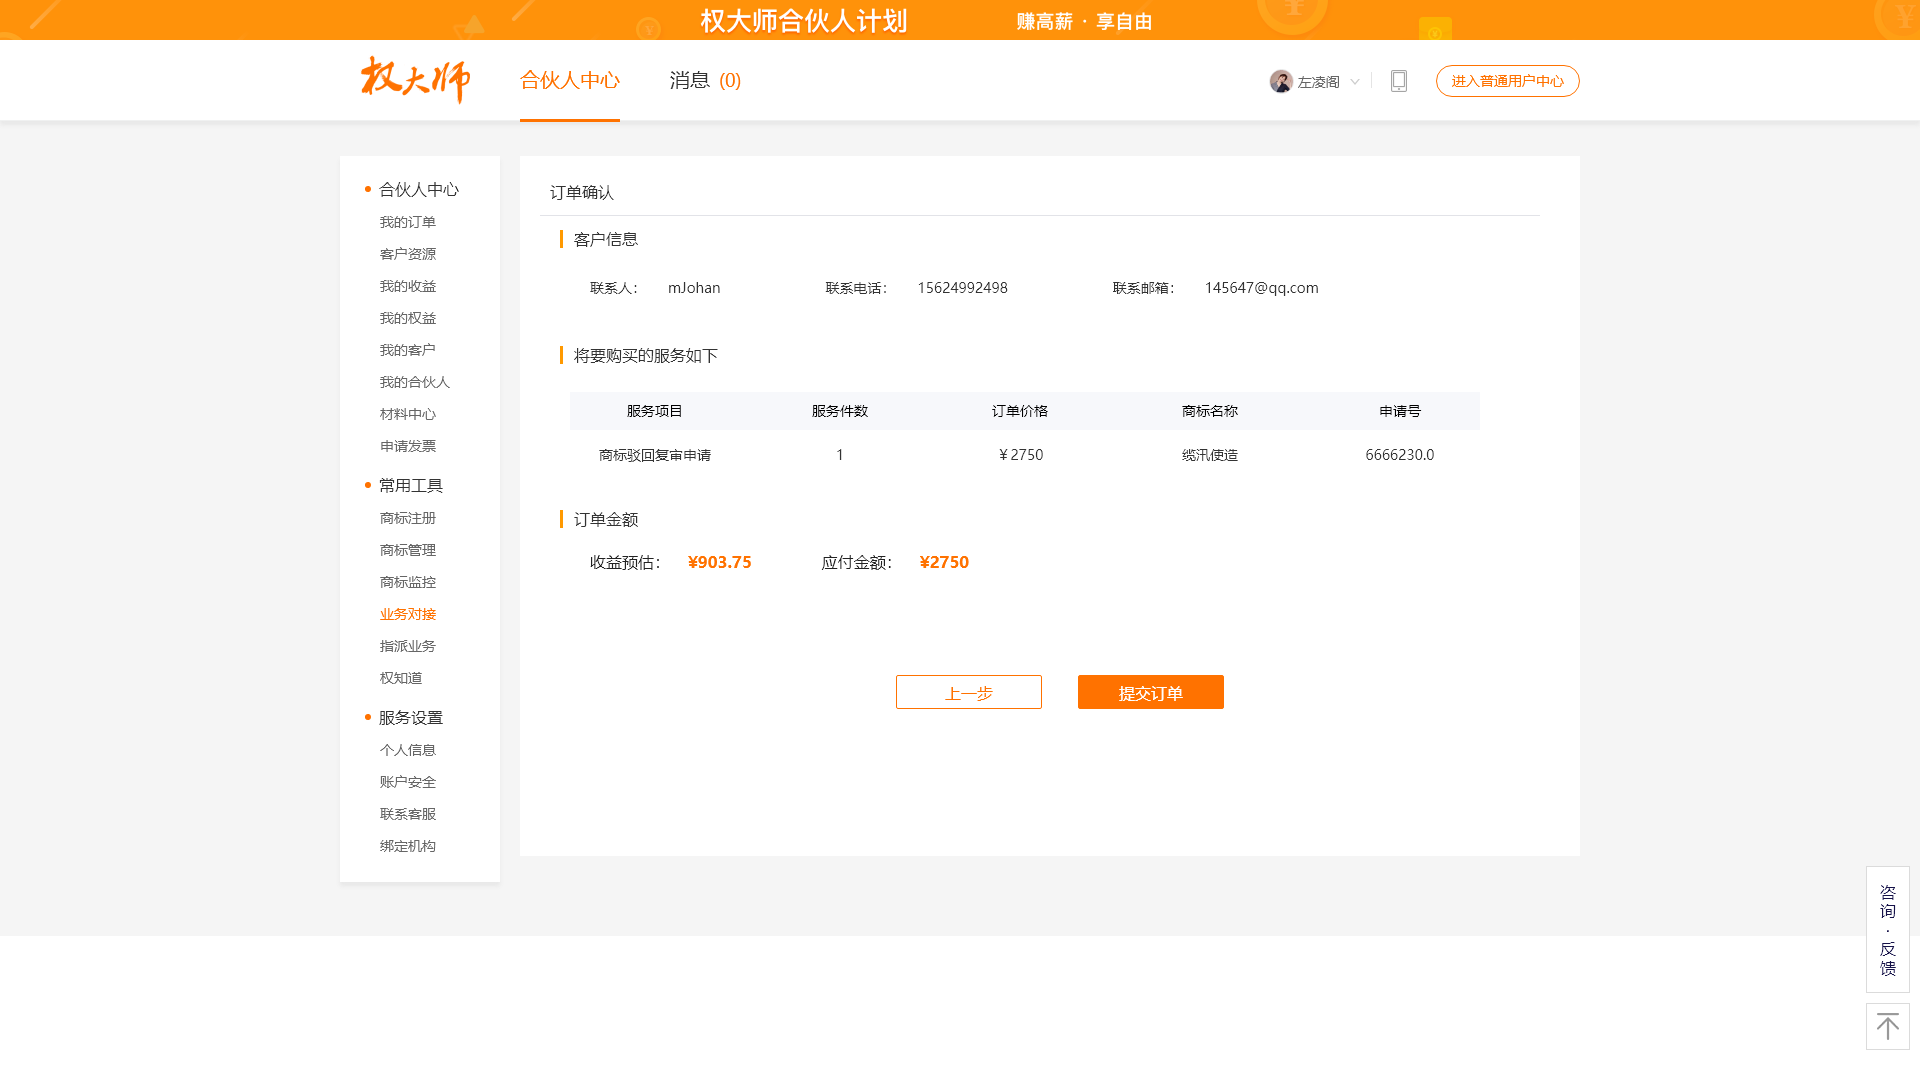 权大师合伙人计划 赚高薪 · 享自由
权大师 合伙人中心 消息 (0) 左凌阁 进入普通用户中心
合伙人中心
我的订单
客户资源
我的收益
我的权益
我的客户
我的合伙人
材料中心
申请发票
常用工具
商标注册
商标管理
商标监控
业务对接
指派业务
权知道
服务设置
个人信息
账户安全
联系客服
绑定机构
订单确认
客户信息
联系人： mJohan 联系电话： 15624992498 联系邮箱： 145647@qq.com
将要购买的服务如下
服务项目 服务件数 订单价格 商标名称 申请号
商标驳回复审申请 1 ￥2750 缆汛使造 6666230.0
订单金额
收益预估： ¥903.75 应付金额： ¥2750
上一步 提交订单
咨询·反馈